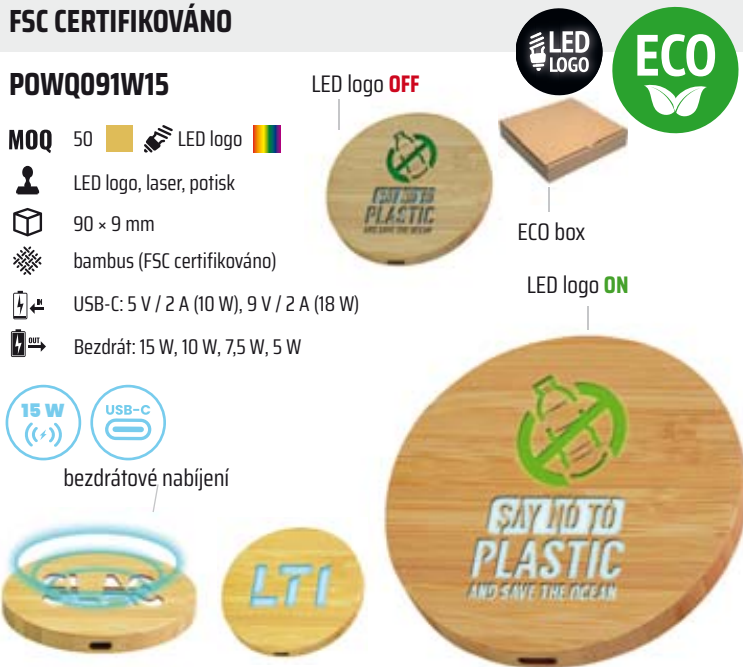 FSC CERTIFIKOVÁNO
LED
LOGO
ECO
POWQ091W15
LED logo OFF
MOQ 50 LED logo
LED logo, laser, potisk
90 × 9 mm
bambus (FSC certifikováno)
IN USB-C: 5 V / 2 A (10 W), 9 V / 2 A (18 W)
OUT Bezdrát: 15 W, 10 W, 7,5 W, 5 W
SAY NO TO
PLASTIC
AND SAVE THE OCEAN
ECO box
LED logo ON
SAY NO TO
PLASTIC
AND SAVE THE OCEAN
15 W
USB-C
bezdrátové nabíjení
LTI